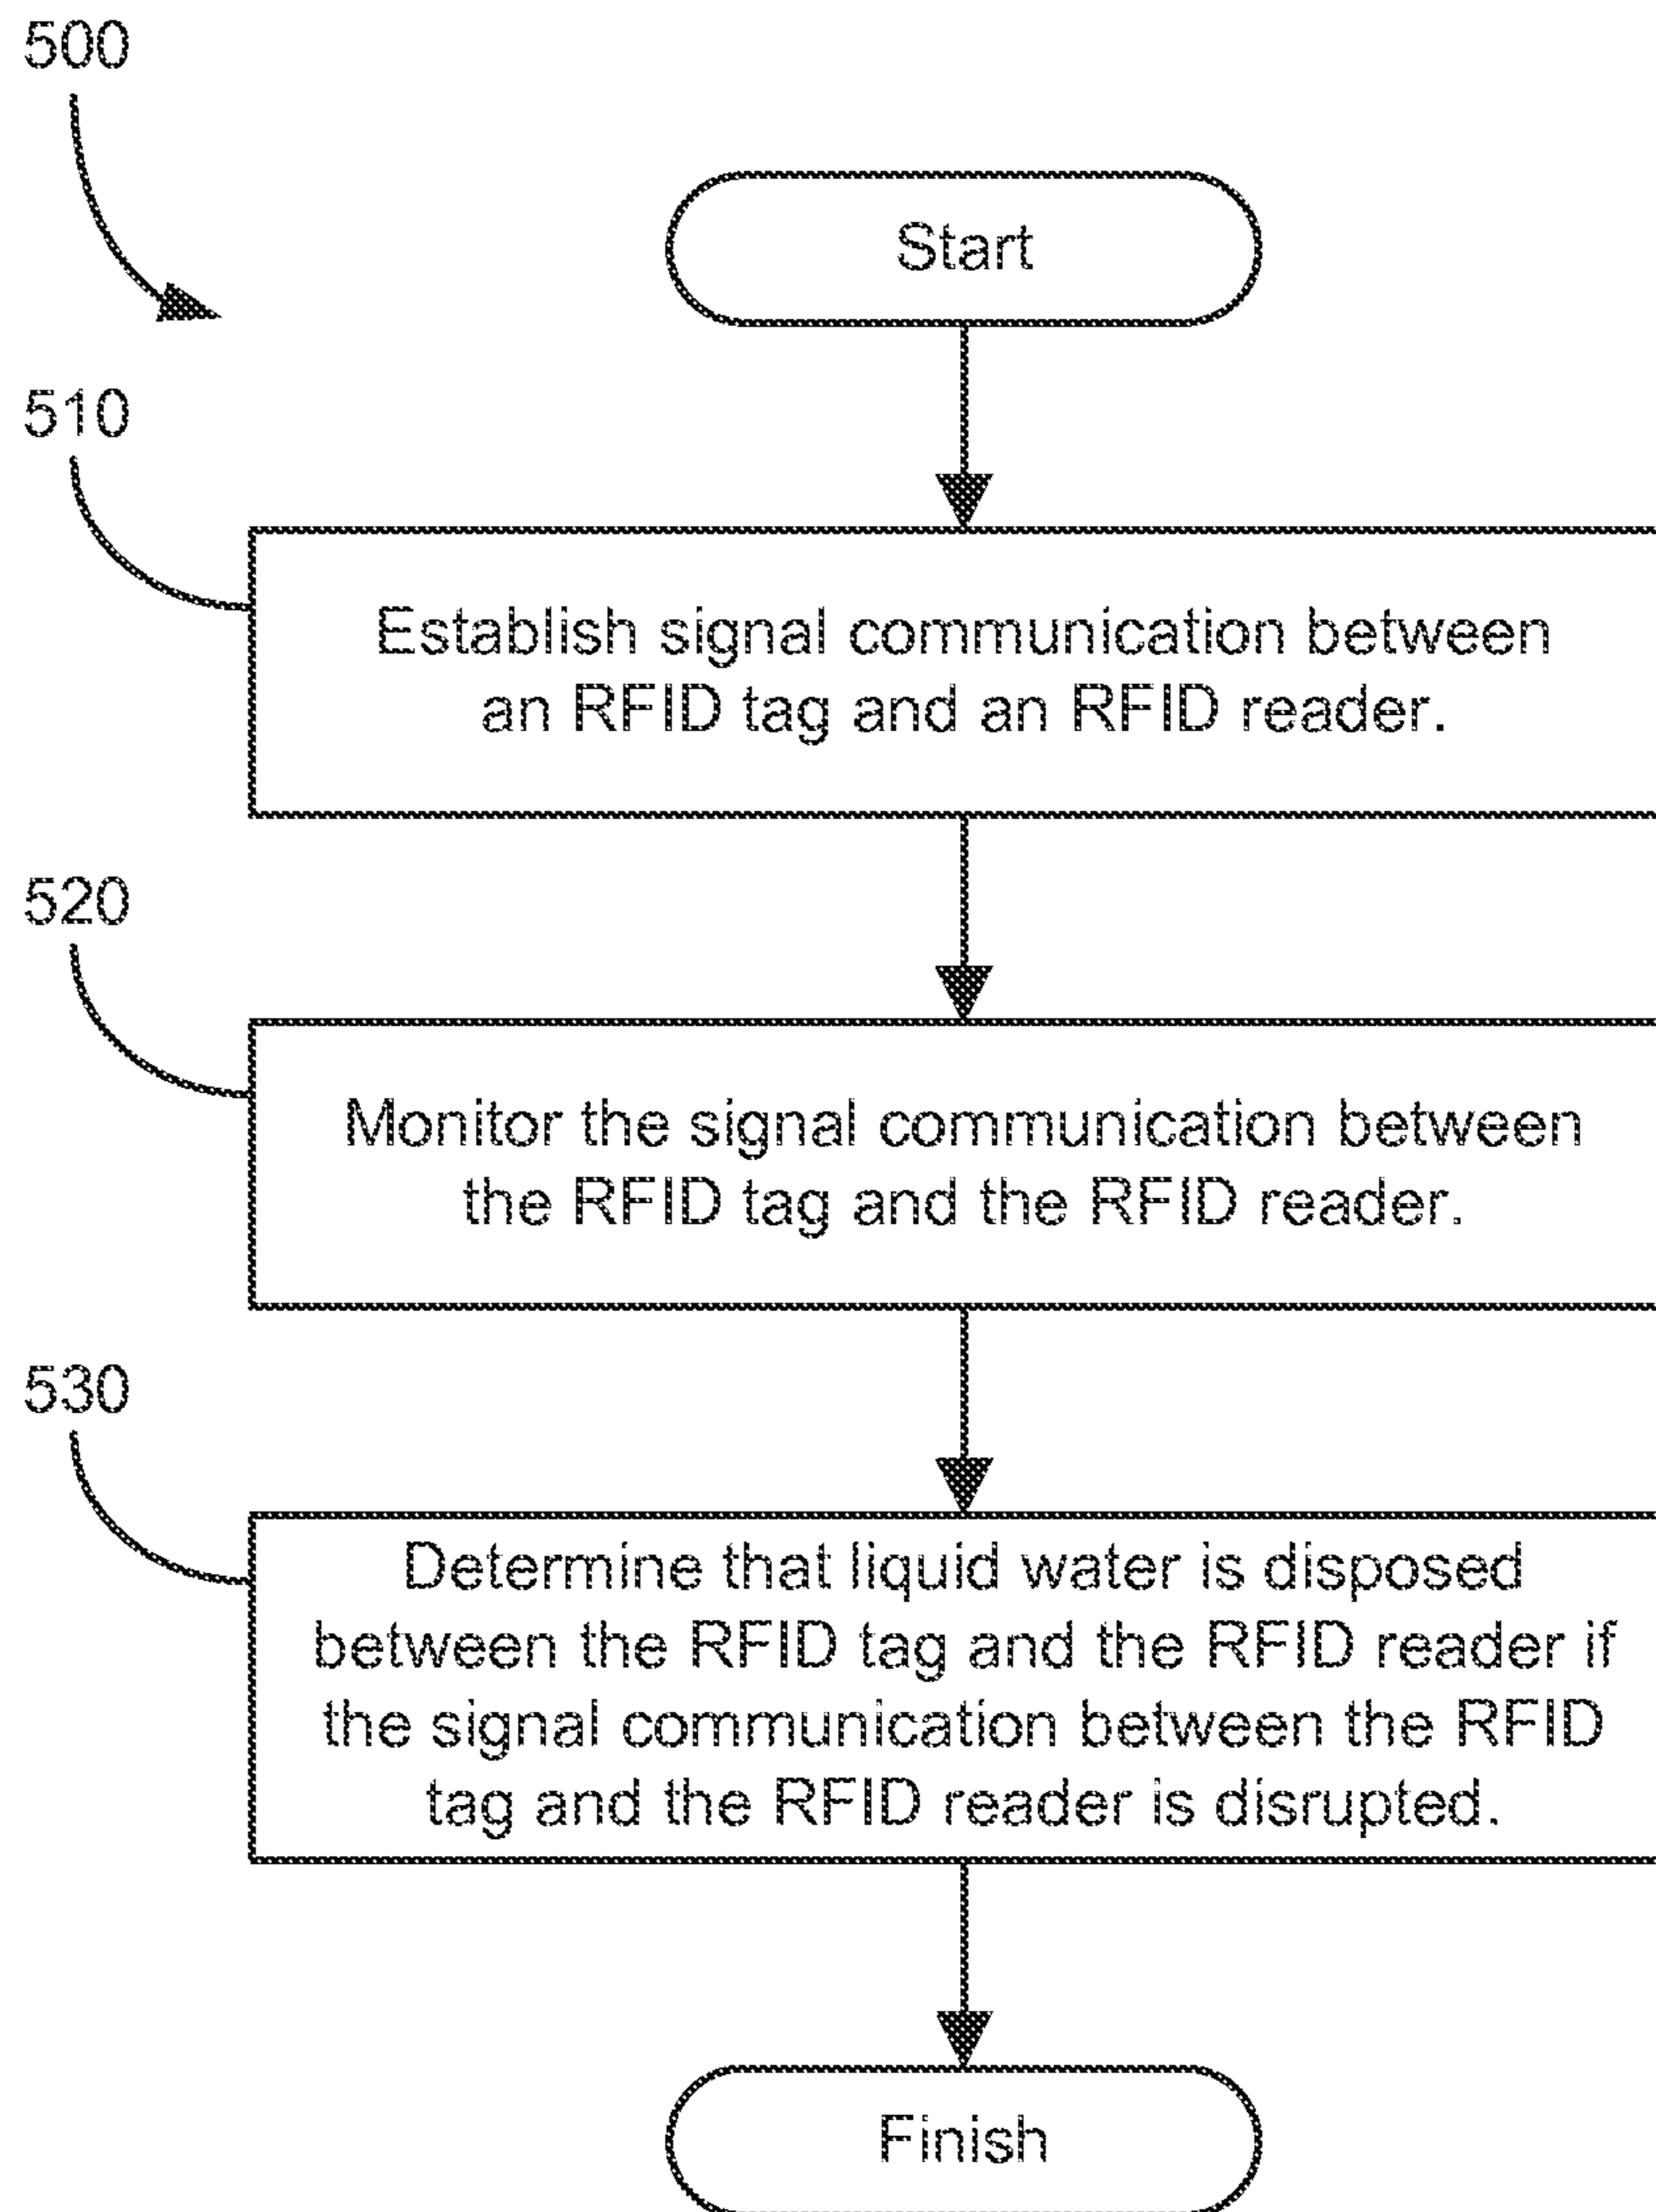 500
Start
510
Establish signal communication between
an RFID tag and an RFID reader.
520
Monitor the signal communication between
the RFID tag and the RFID reader.
530
Determine that liquid water is disposed
between the RFID tag and the RFID reader if
the signal communication between the RFID
tag and the RFID reader is disrupted.
Finish